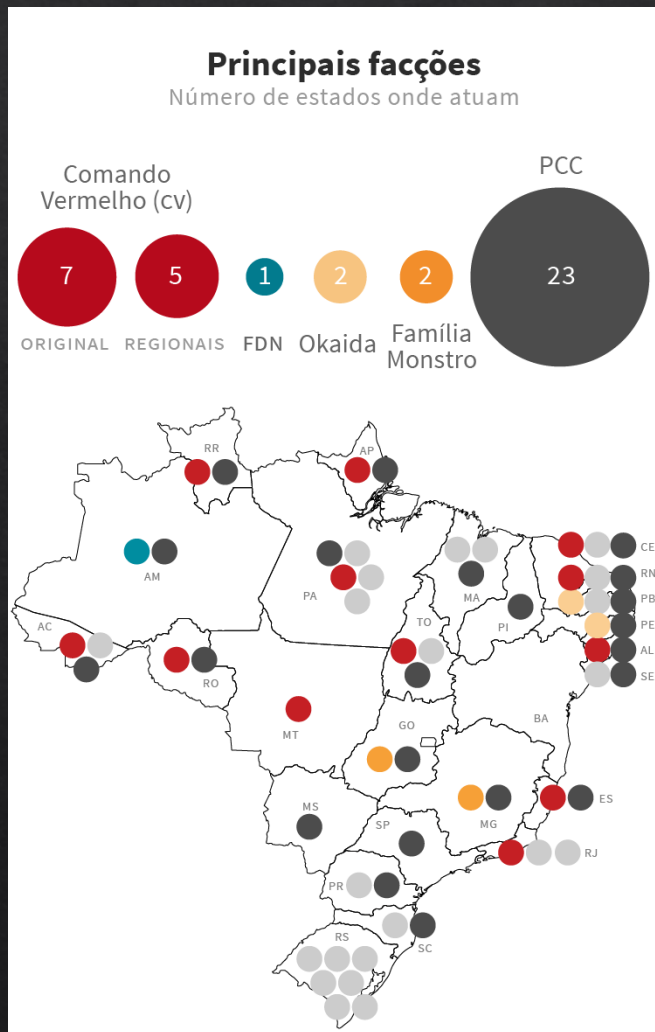 Principais facções
Número de estados onde atuam
Comando
Vermelho (CV)
PCC
7
5
1
2
2
23
ORIGINAL
REGIONAIS
FDN
Okaida
Família
Monstro
RR
AP
AM
PA
MA
CE
RN
PB
PE
AL
SE
PI
TO
AC
RO
MT
GO
BA
MS
SP
MG
ES
RJ
PR
SC
RS